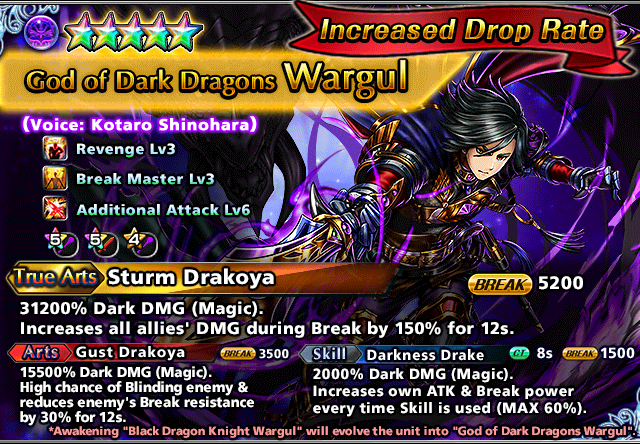 Increased Drop Rate
God of Dark Dragons Wargul
(Voice: Kotaro Shinohara)
Revenge Lv3
Break Master Lv3
Additional Attack Lv6
5 5 4
True Arts Sturm Drakoya BREAK 5200
31200% Dark DMG (Magic).
Increases all allies' DMG during Break by 150% for 12s.
Arts Gust Drakoya BREAK 3500
15500% Dark DMG (Magic).
High chance of Blinding enemy &
reduces enemy's Break resistance
by 30% for 12s.
Skill Darkness Drake CT 8s BREAK 1500
2000% Dark DMG (Magic).
Increases own ATK & Break power
every time Skill is used (MAX 60%).
*Awakening "Black Dragon Knight Wargul" will evolve the unit into "God of Dark Dragons Wargul".